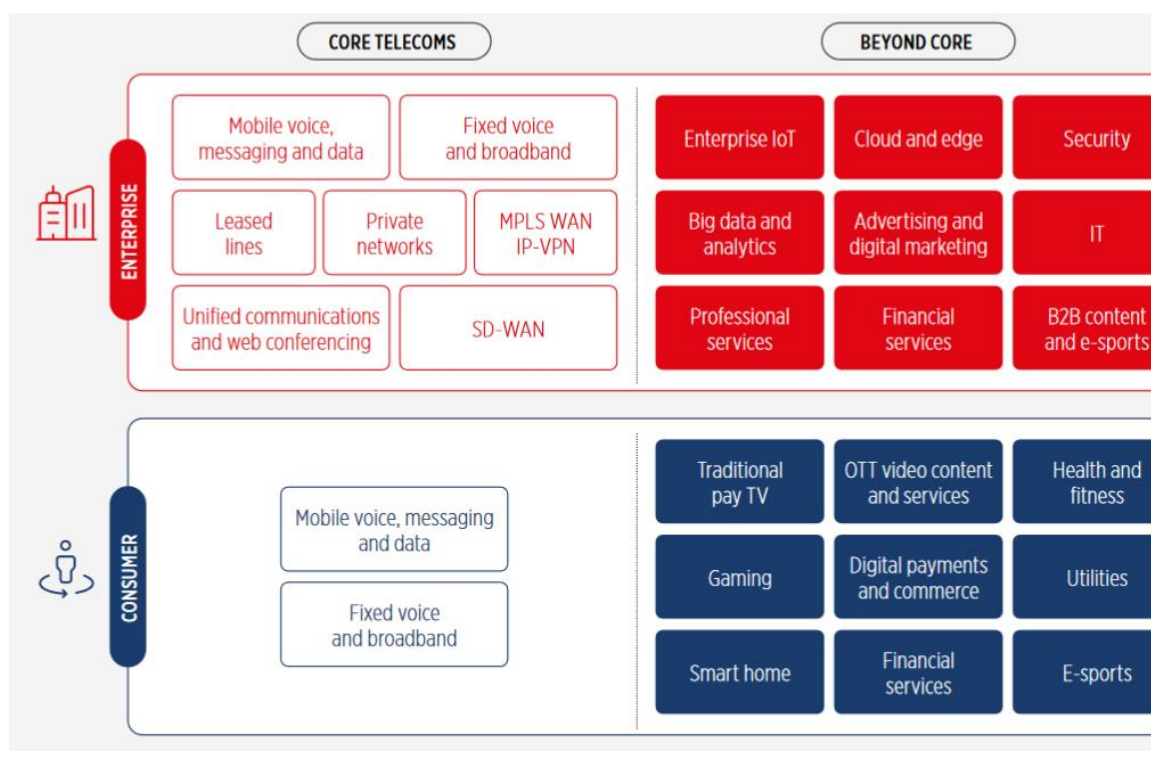 CORE TELECOMS
BEYOND CORE
ENTERPRISE
Mobile voice,
messaging and data
Fixed voice
and broadband
Leased
lines
Private
networks
MPLS WAN
IP-VPN
Unified communications
and web conferencing
SD-WAN
Enterprise IoT
Cloud and edge
Security
Big data and
analytics
Advertising and
digital marketing
IT
Professional
services
Financial
services
B2B content
and e-sports
CONSUMER
Mobile voice, messaging
and data
Fixed voice
and broadband
Traditional
pay TV
OTT video content
and services
Health and
fitness
Gaming
Digital payments
and commerce
Utilities
Smart home
Financial
services
E-sports